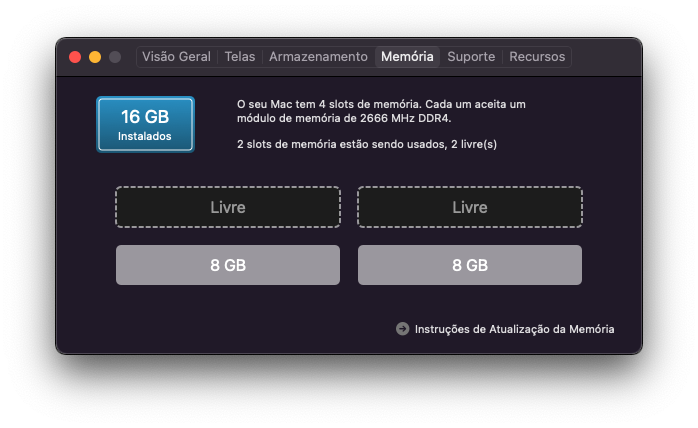 Visão Geral Telas Armazenamento Memória Suporte Recursos
16 GB
Instalados
O seu Mac tem 4 slots de memória. Cada um aceita um
módulo de memória de 2666 MHz DDR4.
2 slots de memória estão sendo usados, 2 livre(s)
Livre Livre
8 GB 8 GB
Instruções de Atualização da Memória